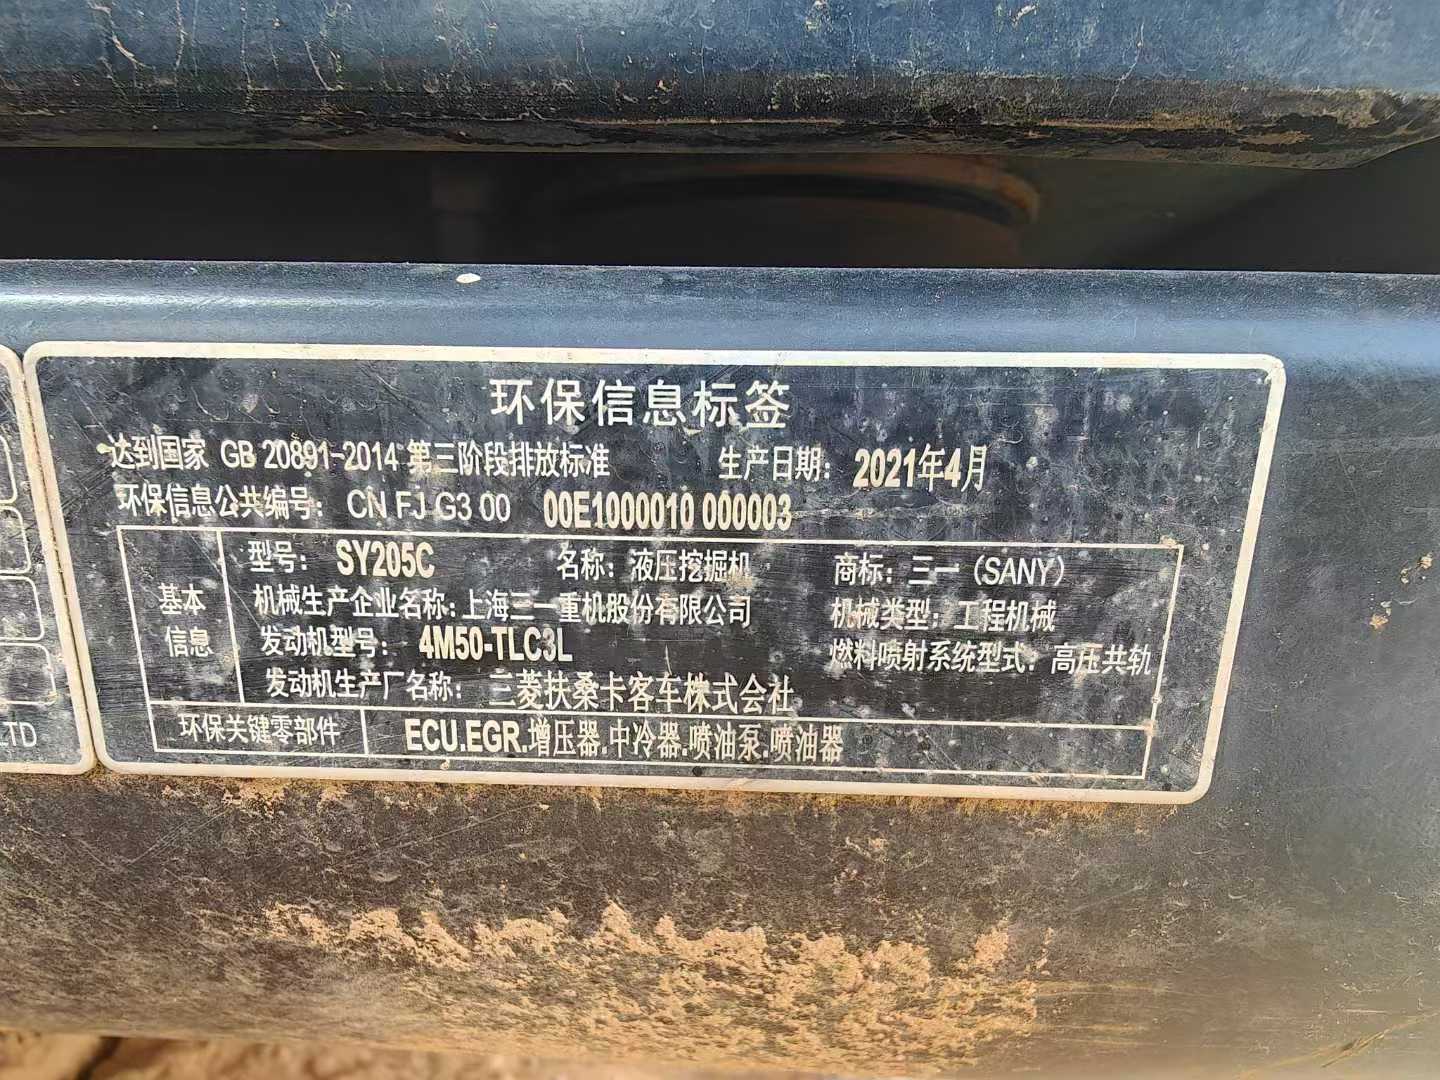 环保信息标签
达到国家 GB 20891-2014 第三阶段排放标准 生产日期: 2021年4月
环保信息公共编号: CN FJ G3 00 00E1000010 000003
基本信息
型号: SY205C 名称: 液压挖掘机 商标: 三一 (SANY)
机械生产企业名称: 上海三一重机股份有限公司 机械类型: 工程机械
发动机型号: 4M50-TLC3L 燃料喷射系统型式: 高压共轨
发动机生产厂名称: 三菱扶桑卡客车株式会社
环保关键零部件 ECU.EGR.增压器.中冷器.喷油泵.喷油器
LTD